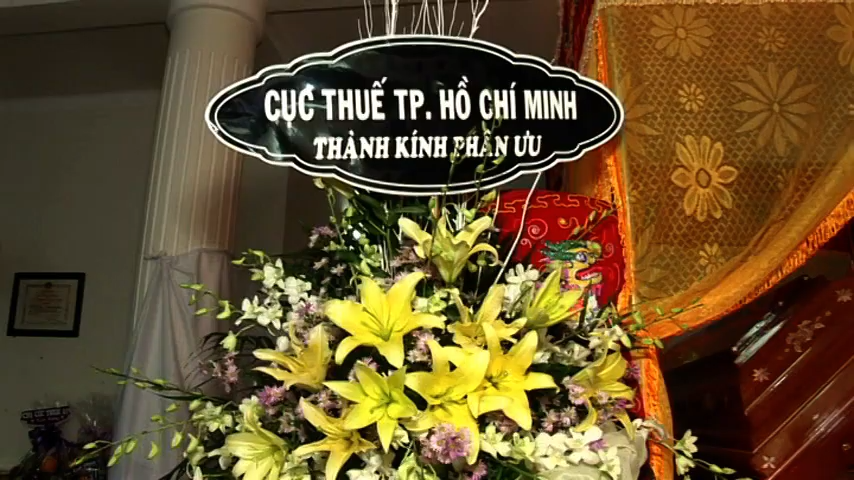 CỤC THUẾ TP. HỒ CHÍ MINH
THÀNH KÍNH PHÂN ƯU